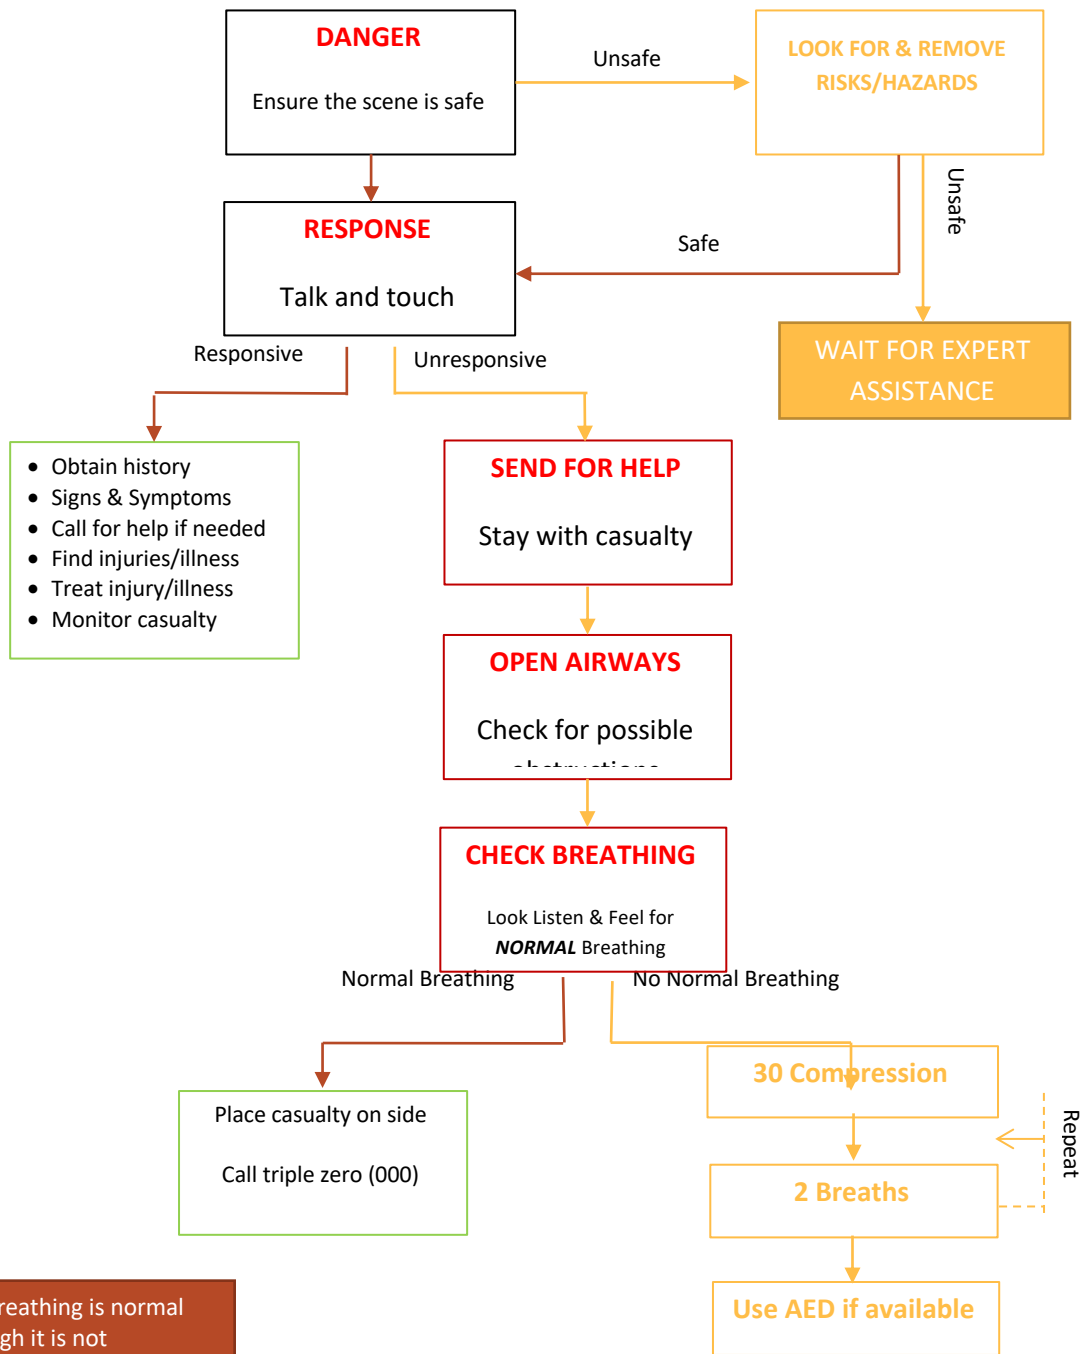 DANGER
Ensure the scene is safe
Unsafe
LOOK FOR & REMOVE
RISKS/HAZARDS
Unsafe
RESPONSE
Talk and touch
Safe
WAIT FOR EXPERT
ASSISTANCE
Responsive
Unresponsive
• Obtain history
• Signs & Symptoms
• Call for help if needed
• Find injuries/illness
• Treat injury/illness
• Monitor casualty
SEND FOR HELP
Stay with casualty
OPEN AIRWAYS
Check for possible
obstructions
CHECK BREATHING
Look Listen & Feel for
NORMAL Breathing
Normal Breathing
No Normal Breathing
Place casualty on side
Call triple zero (000)
30 Compression
2 Breaths
Repeat
Use AED if available
reathing is normal
gh it is not